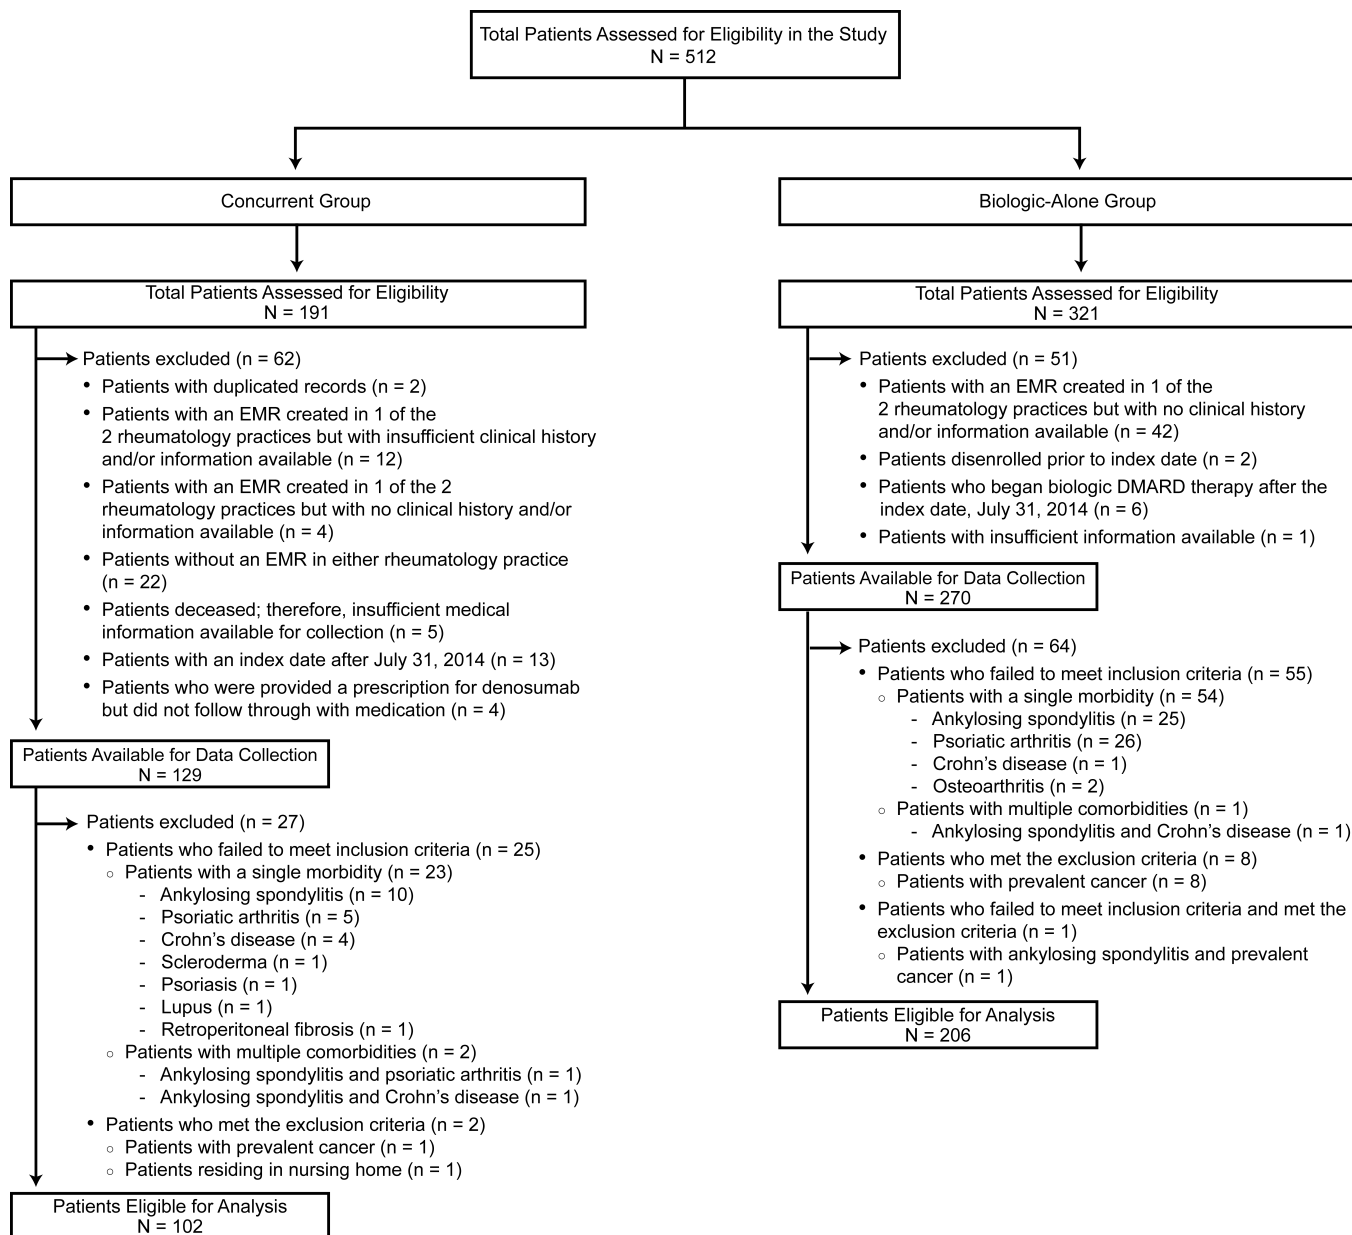 Total Patients Assessed for Eligibility in the Study
N = 512
Concurrent Group
Total Patients Assessed for Eligibility
N = 191
Patients excluded (n = 62)
• Patients with duplicated records (n = 2)
• Patients with an EMR created in 1 of the
2 rheumatology practices but with insufficient clinical history
and/or information available (n = 12)
• Patients with an EMR created in 1 of the 2
rheumatology practices but with no clinical history and/or
information available (n = 4)
• Patients without an EMR in either rheumatology practice
(n = 22)
• Patients deceased; therefore, insufficient medical
information available for collection (n = 5)
• Patients with an index date after July 31, 2014 (n = 13)
• Patients who were provided a prescription for denosumab
but did not follow through with medication (n = 4)
Patients Available for Data Collection
N = 129
Patients excluded (n = 27)
• Patients who failed to meet inclusion criteria (n = 25)
○ Patients with a single morbidity (n = 23)
- Ankylosing spondylitis (n = 10)
- Psoriatic arthritis (n = 5)
- Crohn’s disease (n = 4)
- Scleroderma (n = 1)
- Psoriasis (n = 1)
- Lupus (n = 1)
- Retroperitoneal fibrosis (n = 1)
○ Patients with multiple comorbidities (n = 2)
- Ankylosing spondylitis and psoriatic arthritis (n = 1)
- Ankylosing spondylitis and Crohn’s disease (n = 1)
• Patients who met the exclusion criteria (n = 2)
○ Patients with prevalent cancer (n = 1)
○ Patients residing in nursing home (n = 1)
Patients Eligible for Analysis
N = 102
Biologic-Alone Group
Total Patients Assessed for Eligibility
N = 321
Patients excluded (n = 51)
• Patients with an EMR created in 1 of the
2 rheumatology practices but with no clinical history
and/or information available (n = 42)
• Patients disenrolled prior to index date (n = 2)
• Patients who began biologic DMARD therapy after the
index date, July 31, 2014 (n = 6)
• Patients with insufficient information available (n = 1)
Patients Available for Data Collection
N = 270
Patients excluded (n = 64)
• Patients who failed to meet inclusion criteria (n = 55)
○ Patients with a single morbidity (n = 54)
- Ankylosing spondylitis (n = 25)
- Psoriatic arthritis (n = 26)
- Crohn’s disease (n = 1)
- Osteoarthritis (n = 2)
○ Patients with multiple comorbidities (n = 1)
- Ankylosing spondylitis and Crohn’s disease (n = 1)
• Patients who met the exclusion criteria (n = 8)
○ Patients with prevalent cancer (n = 8)
• Patients who failed to meet inclusion criteria and met the
exclusion criteria (n = 1)
○ Patients with ankylosing spondylitis and prevalent
cancer (n = 1)
Patients Eligible for Analysis
N = 206